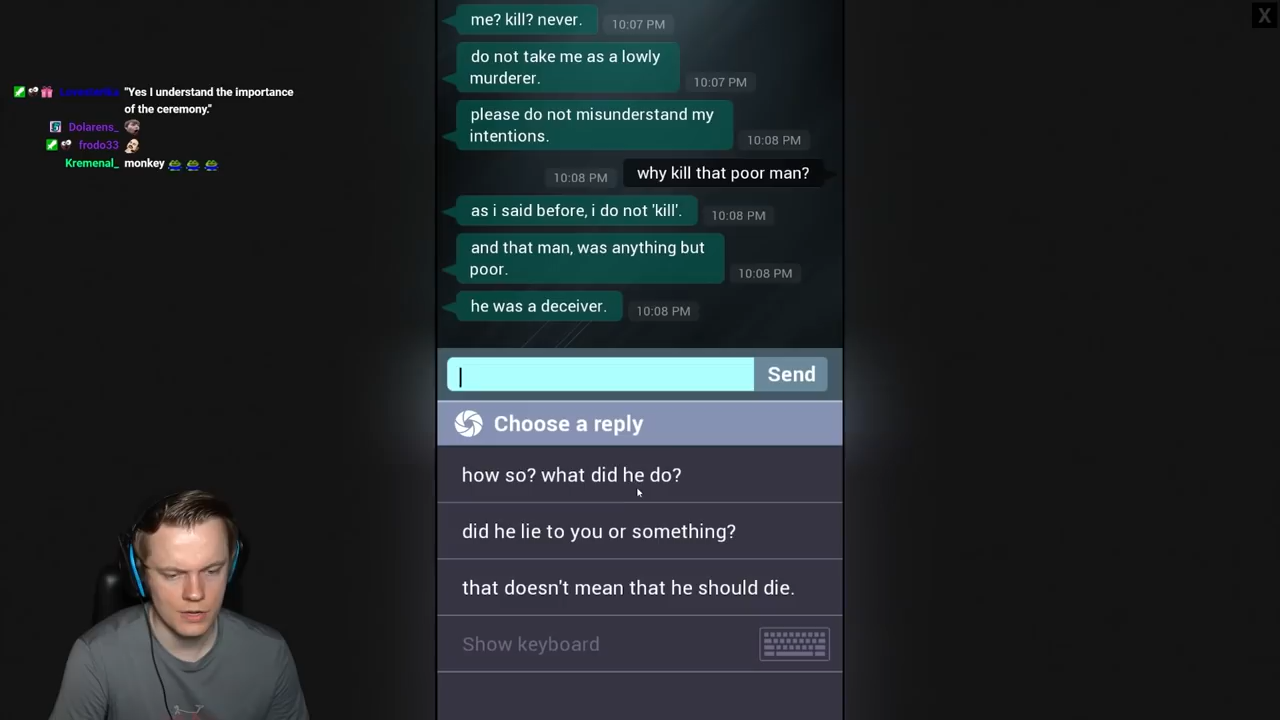 me? kill? never.
10:07 PM
do not take me as a lowly
murderer.
10:07 PM
please do not misunderstand my
intentions.
10:08 PM
10:08 PM
why kill that poor man?
as i said before, i do not 'kill'.
10:08 PM
and that man, was anything but
poor.
10:08 PM
he was a deceiver.
10:08 PM
Send
Choose a reply
how so? what did he do?
did he lie to you or something?
that doesn't mean that he should die.
Show keyboard
X
"Yes I understand the importance
of the ceremony."
Dolarens_
frodo33
Kremenal_ monkey